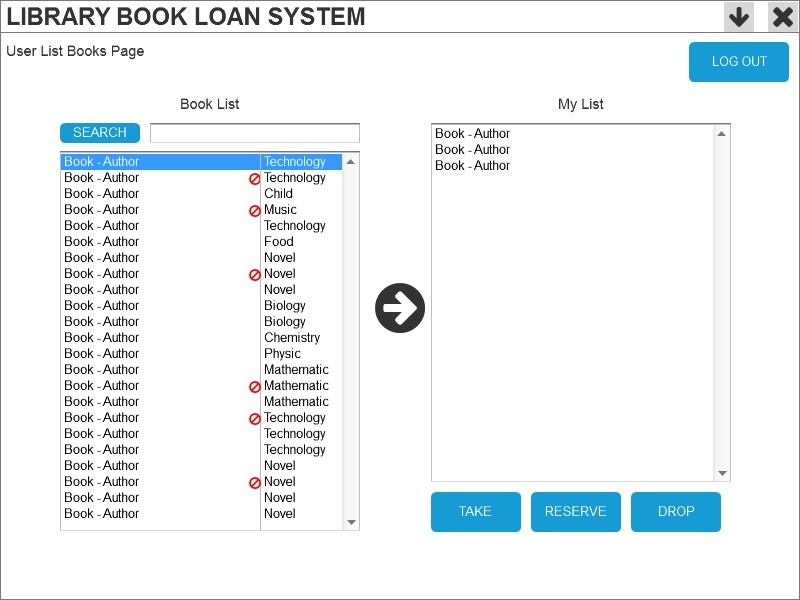 LIBRARY BOOK LOAN SYSTEM
User List Books Page
LOG OUT
Book List
SEARCH
Book - Author Technology
Book - Author Technology
Book - Author Child
Book - Author Music
Book - Author Technology
Book - Author Food
Book - Author Novel
Book - Author Novel
Book - Author Novel
Book - Author Biology
Book - Author Biology
Book - Author Chemistry
Book - Author Physic
Book - Author Mathematic
Book - Author Mathematic
Book - Author Mathematic
Book - Author Technology
Book - Author Technology
Book - Author Technology
Book - Author Novel
Book - Author Novel
Book - Author Novel
Book - Author Novel
My List
Book - Author
Book - Author
Book - Author
TAKE RESERVE DROP